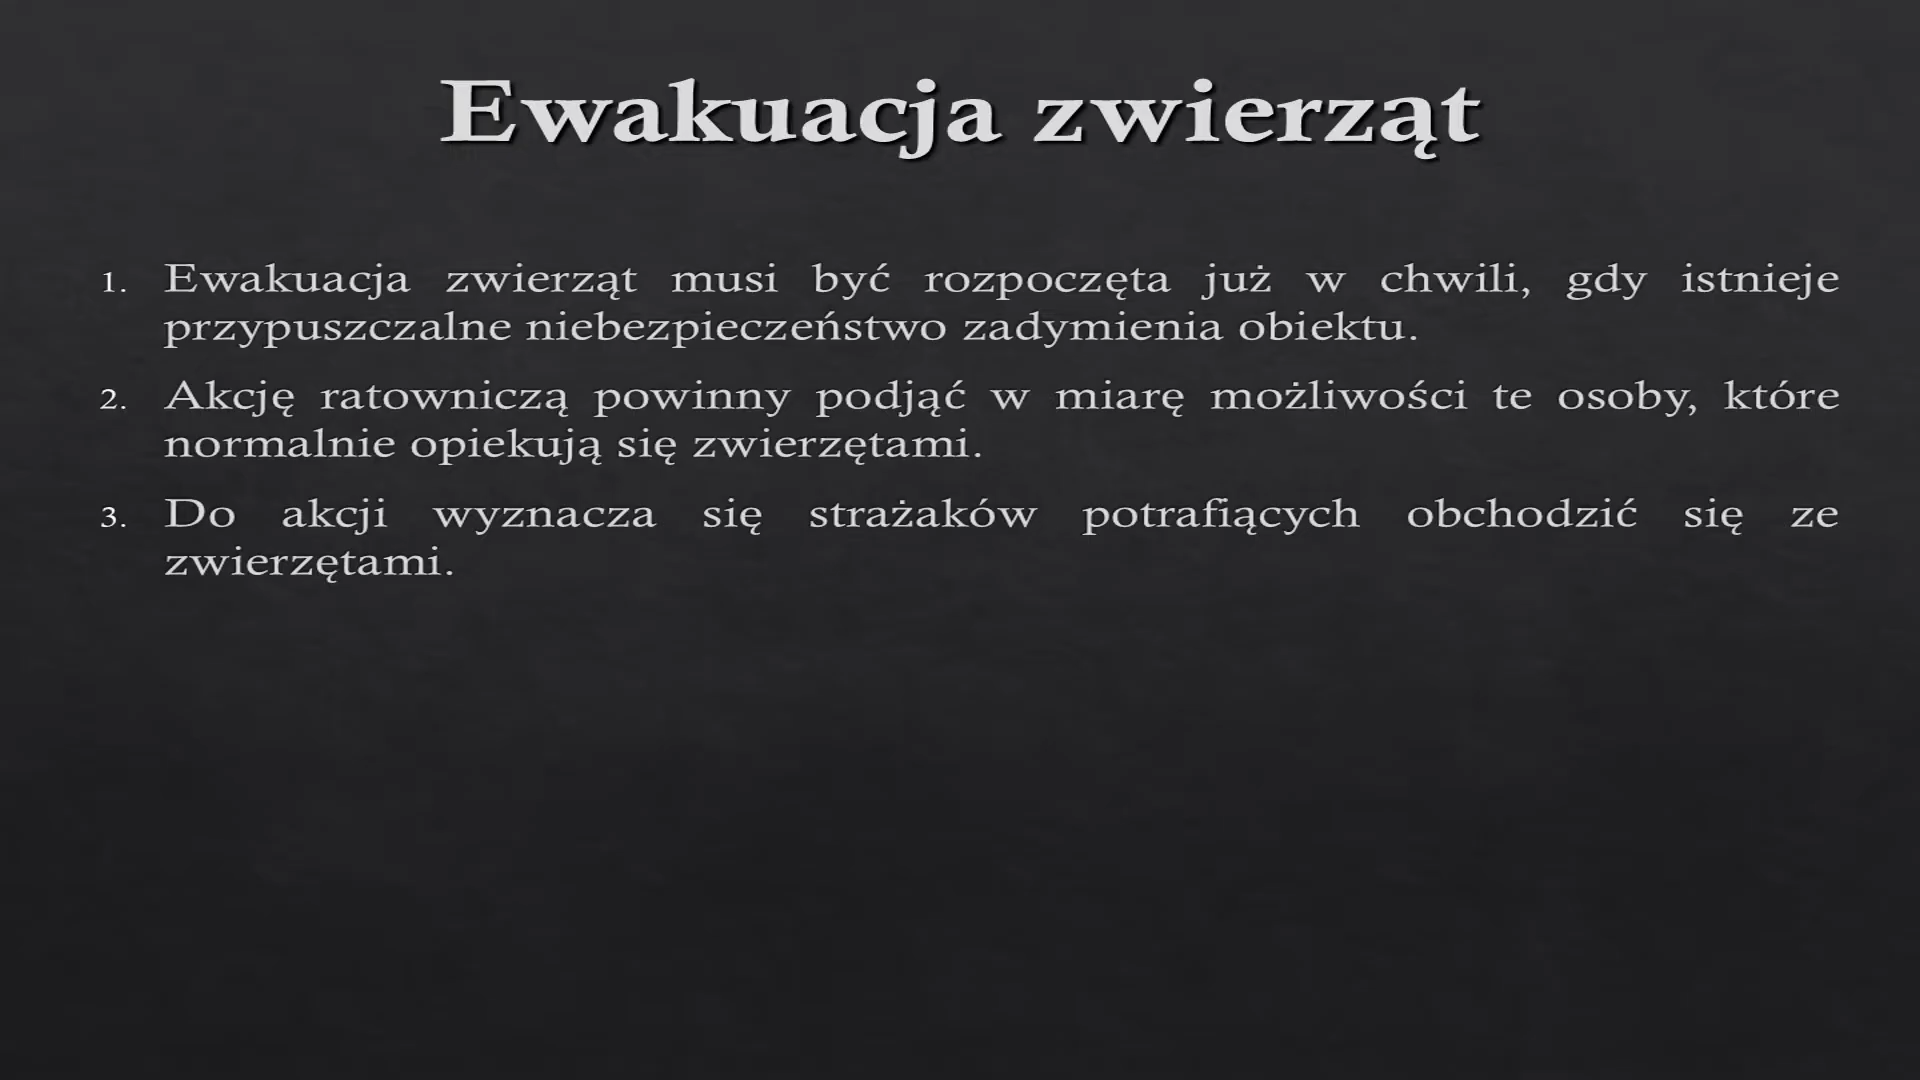 Ewakuacja zwierząt
1. Ewakuacja zwierząt musi być rozpoczęta już w chwili, gdy istnieje
przypuszczalne niebezpieczeństwo zadymienia obiektu.
2. Akcję ratowniczą powinny podjąć w miarę możliwości te osoby, które
normalnie opiekują się zwierzętami.
3. Do akcji wyznacza się strażaków potrafiących obchodzić się ze
zwierzętami.